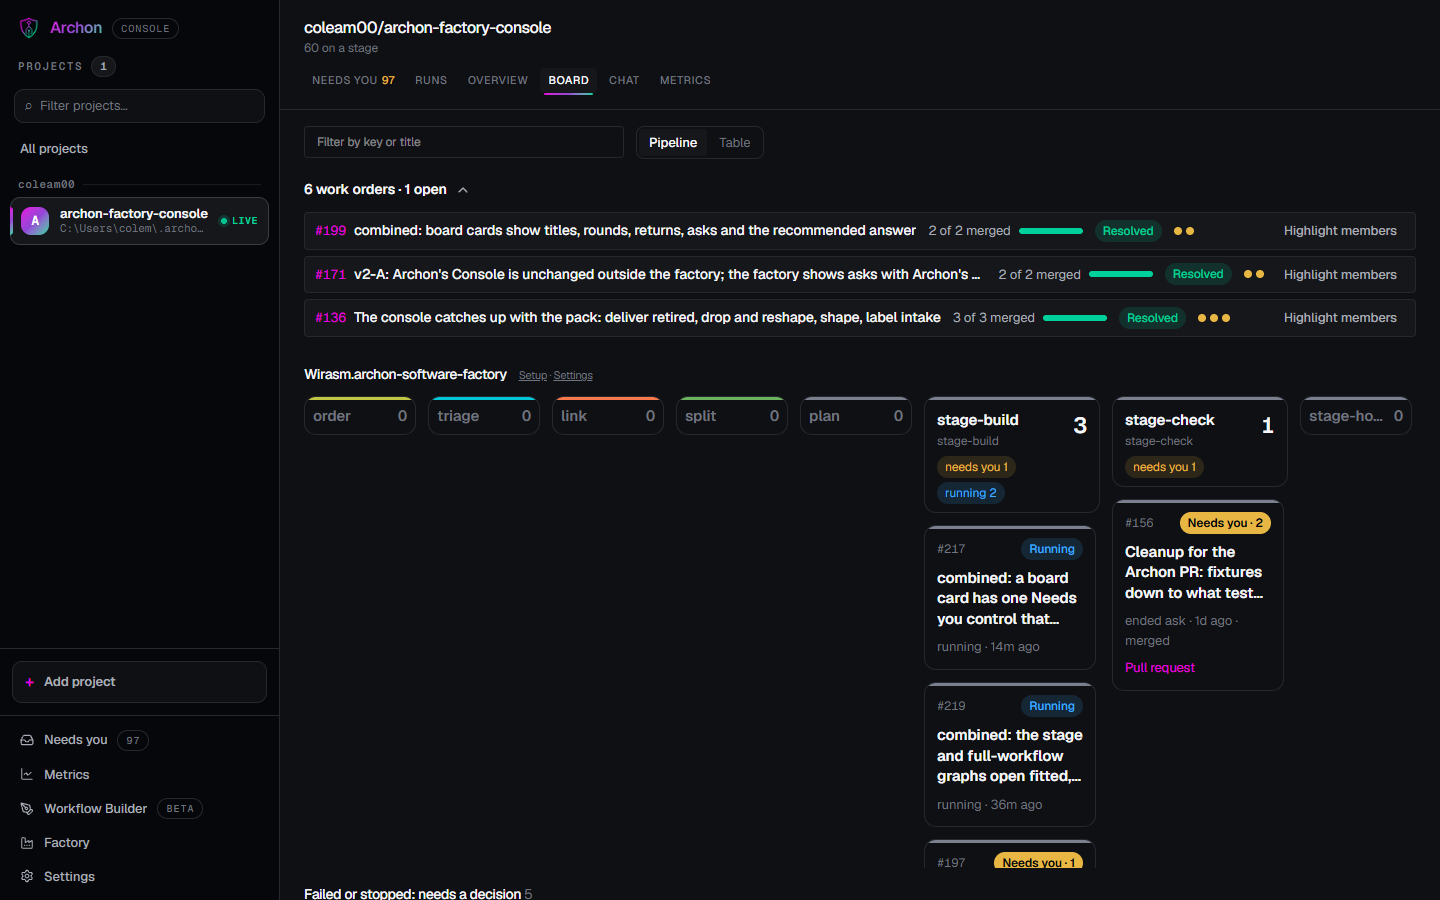 Archon CONSOLE
PROJECTS 1
Filter projects...
All projects
coleam00
A archon-factory-console LIVE
C:\Users\colem\.archo…
+ Add project
Needs you 97
Metrics
Workflow Builder BETA
Factory
Settings
coleam00/archon-factory-console
60 on a stage
NEEDS YOU 97 RUNS OVERVIEW BOARD CHAT METRICS
Filter by key or title Pipeline Table
6 work orders · 1 open
#199 combined: board cards show titles, rounds, returns, asks and the recommended answer 2 of 2 merged Resolved Highlight members
#171 v2-A: Archon's Console is unchanged outside the factory; the factory shows asks with Archon's ... 2 of 2 merged Resolved Highlight members
#136 The console catches up with the pack: deliver retired, drop and reshape, shape, label intake 3 of 3 merged Resolved Highlight members
Wirasm.archon-software-factory Setup · Settings
order 0
triage 0
link 0
split 0
plan 0
stage-build 3
stage-build
needs you 1
running 2
#217 Running
combined: a board
card has one Needs
you control that...
running · 14m ago
#219 Running
combined: the stage
and full-workflow
graphs open fitted,...
running · 36m ago
#197 Needs you · 1
stage-check 1
stage-check
needs you 1
#156 Needs you · 2
Cleanup for the
Archon PR: fixtures
down to what test...
ended ask · 1d ago ·
merged
Pull request
stage-ho... 0
Failed or stopped: needs a decision 5